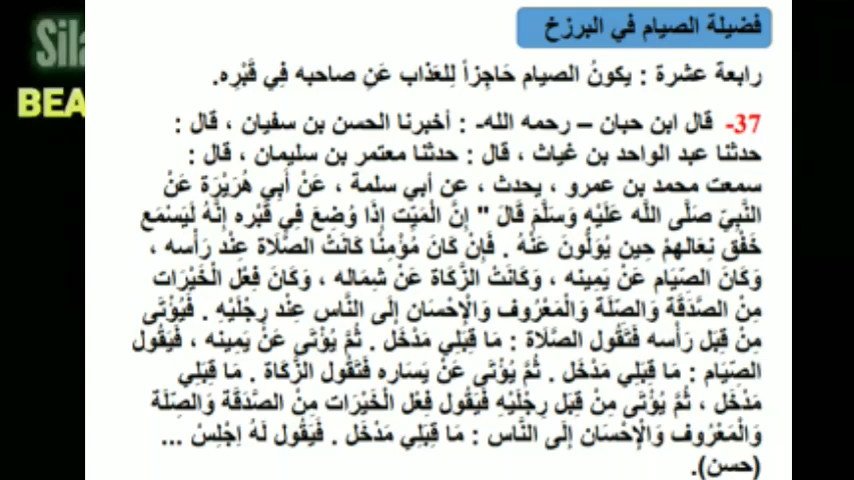 فضيلة الصيام في البرزخ
Sila
BEA
رابعة عشرة : يكونُ الصيام حَاجِزاً لِلعَذاب عَنِ صاحبه فِي قَبْرِه.
37- قال ابن حبان – رحمه الله- : أخبرنا الحسن بن سفيان ، قال :
حدثنا عبد الواحد بن غياث ، قال : حدثنا معتمر بن سليمان ، قال :
سمعت محمد بن عمرو ، يحدث ، عن أبي سلمة ، عَنْ أَبِي هُرَيْرَة عَنْ
النَّبِيّ صَلَّى اللَّه عَلَيْهِ وَسَلَّمْ قَالَ " إِنَّ الْمَيِّت إِذَا وُضِعَ فِي قَبْره إِنَّهُ لَيَسْمَع
خَفْق نِعَالهمْ حِين يُوَلُّونَ عَنْهُ . فَإِنْ كَانَ مُؤْمِنًا كَانَتْ الصَّلَاة عِنْد رَأْسه ،
وَكَانَ الصِّيَام عَنْ يَمِينه ، وَكَانَتْ الزَّكَاة عَنْ شِمَاله ، وَكَانَ فِعْل الْخَيْرَات
مِنْ الصَّدَقَة وَالصِّلَة وَالْمَعْرُوف وَالْإِحْسَان إِلَى النَّاس عِنْد رِجْلَيْهِ . فَيُؤْتَى
مِنْ قِبَل رَأْسه فَتَقُول الصَّلَاة : مَا قِبَلِي مَدْخَل . ثُمَّ يُؤْتَى عَنْ يَمِينه ، فَيَقُول
الصِّيَام : مَا قِبَلِي مَدْخَل . ثُمَّ يُؤْتَى عَنْ يَسَاره فَتَقُول الزَّكَاة . مَا قِبَلِي
مَدْخَل ، ثُمَّ يُؤْتَى مِنْ قِبَل رِجْلَيْهِ فَيَقُول فِعْل الْخَيْرَات مِنْ الصَّدَقَة وَالصِّلَة
وَالْمَعْرُوف وَالْإِحْسَان إِلَى النَّاس : مَا قِبَلِي مَدْخَل . فَيَقُول لَهُ اِجْلِسْ ...
(حسن).